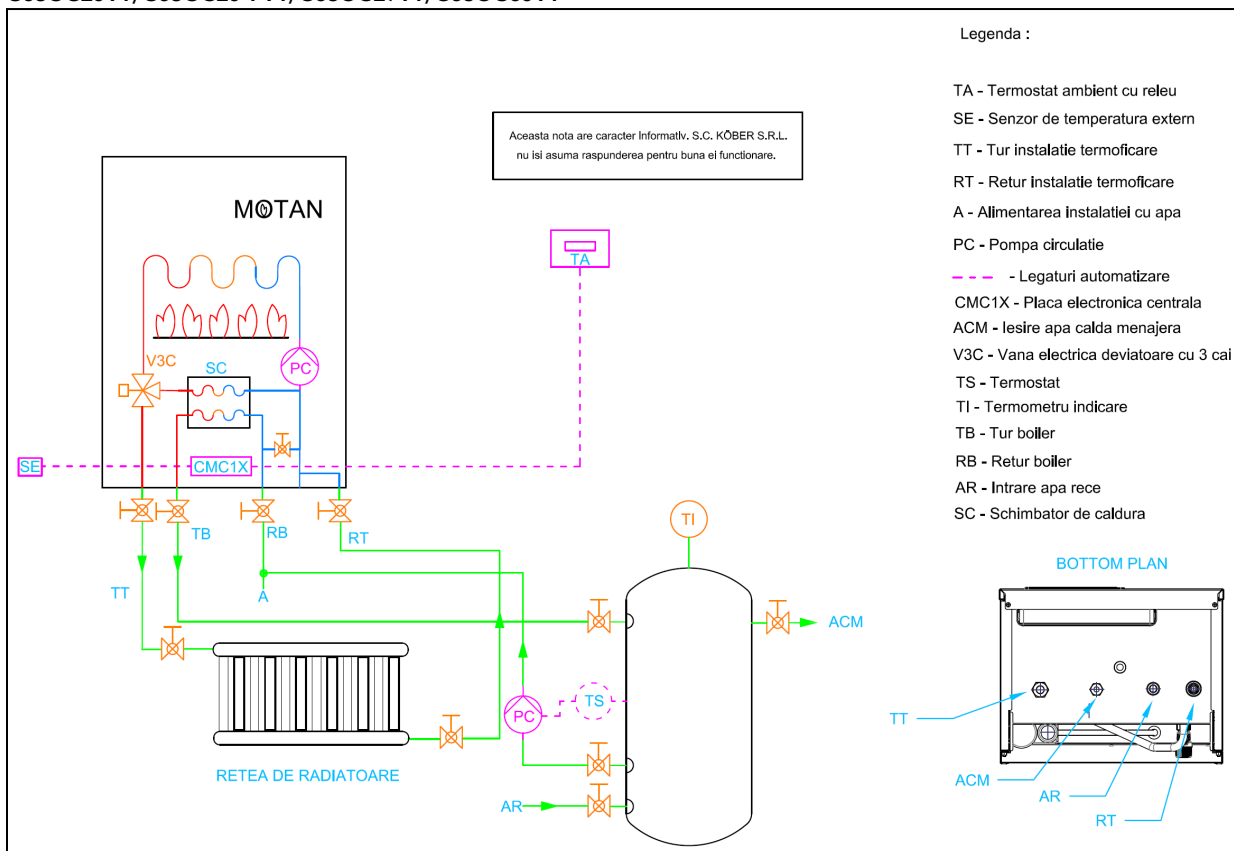 Legenda :
TA - Termostat ambient cu releu
SE - Senzor de temperatura extern
TT - Tur instalatie termoficare
RT - Retur instalatie termoficare
A - Alimentarea instalatiei cu apa
PC - Pompa circulatie
- Legaturi automatizare
CMC1X - Placa electronica centrala
ACM - Iesire apa calda menajera
V3C - Vana electrica deviatoare cu 3 cai
TS - Termostat
TI - Termometru indicare
TB - Tur boiler
RB - Retur boiler
AR - Intrare apa rece
SC - Schimbator de caldura
Aceasta nota are caracter Informativ. S.C. KÖBER S.R.L.
nu isi asuma raspunderea pentru buna ei functionare.
MOTAN
TA
V3C
SC
PC
SE
CMC1X
TB
RB
RT
TI
TT
A
ACM
PC
TS
RETEA DE RADIATOARE
AR
BOTTOM PLAN
TT
ACM
AR
RT